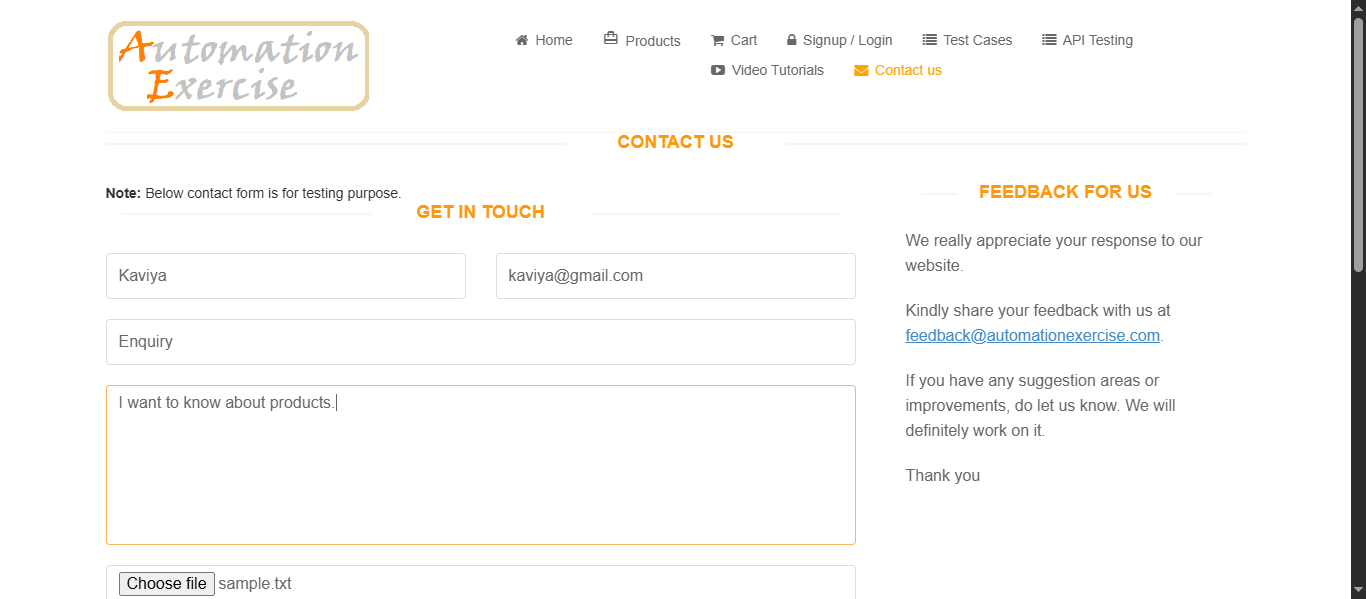 Automation
Exercise
Home Products Cart Signup / Login Test Cases API Testing
Video Tutorials Contact us
CONTACT US
Note: Below contact form is for testing purpose.
GET IN TOUCH
Kaviya kaviya@gmail.com
Enquiry
I want to know about products.
Choose file sample.txt
FEEDBACK FOR US
We really appreciate your response to our
website.
Kindly share your feedback with us at
feedback@automationexercise.com.
If you have any suggestion areas or
improvements, do let us know. We will
definitely work on it.
Thank you